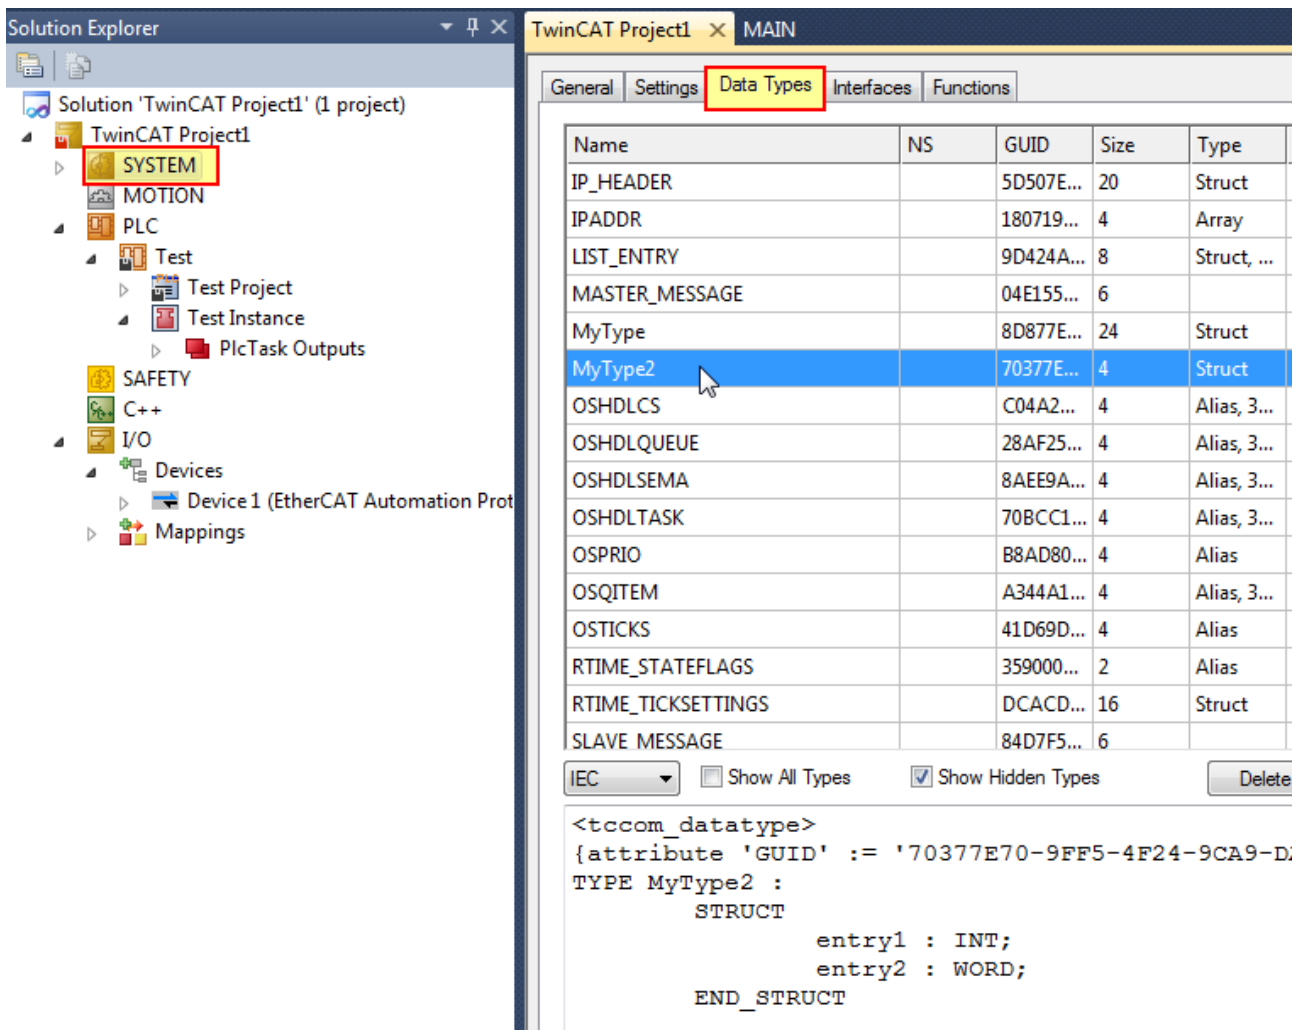 Solution Explorer
Solution 'TwinCAT Project1' (1 project)
TwinCAT Project1
SYSTEM
MOTION
PLC
Test
Test Project
Test Instance
PlcTask Outputs
SAFETY
C++
I/O
Devices
Device 1 (EtherCAT Automation Prot
Mappings
TwinCAT Project1 MAIN
General Settings Data Types Interfaces Functions
Name NS GUID Size Type
IP_HEADER 5D507E... 20 Struct
IPADDR 180719... 4 Array
LIST_ENTRY 9D424A... 8 Struct, ...
MASTER_MESSAGE 04E155... 6
MyType 8D877E... 24 Struct
MyType2 70377E... 4 Struct
OSHDLCS C04A2... 4 Alias, 3...
OSHDLQUEUE 28AF25... 4 Alias, 3...
OSHDLSEMA 8AEE9A... 4 Alias, 3...
OSHDLTASK 70BCC1... 4 Alias, 3...
OSPRIO B8AD80... 4 Alias
OSQITEM A344A1... 4 Alias, 3...
OSTICKS 41D69D... 4 Alias
RTIME_STATEFLAGS 359000... 2 Alias
RTIME_TICKSETTINGS DCACD... 16 Struct
SLAVE_MESSAGE 84D7F5... 6
IEC Show All Types Show Hidden Types Delete
<tccom_datatype>
{attribute 'GUID' := '70377E70-9FF5-4F24-9CA9-DA
TYPE MyType2 :
STRUCT
entry1 : INT;
entry2 : WORD;
END_STRUCT